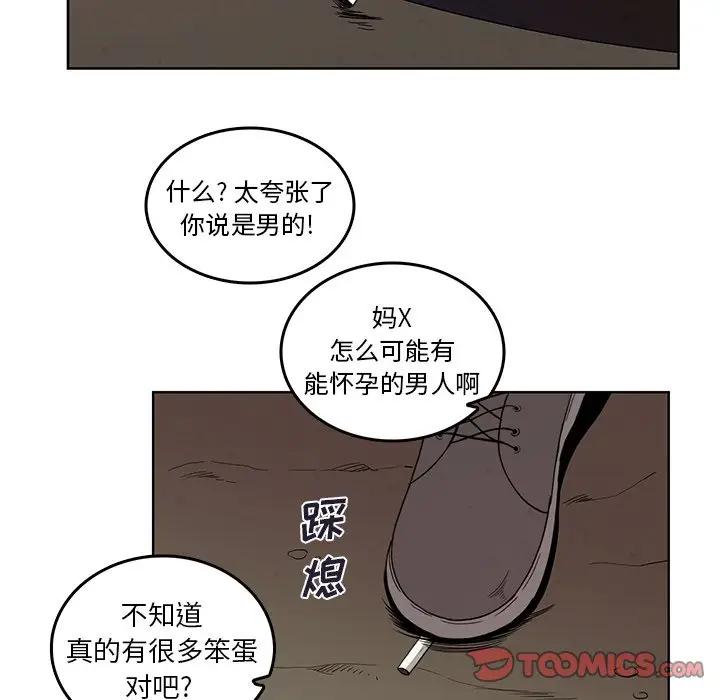 什么? 太夸张了
你说是男的!
妈X
怎么可能有
能怀孕的男人啊
踩
熄
不知道
真的有很多笨蛋
对吧?
TOOMICS.COM